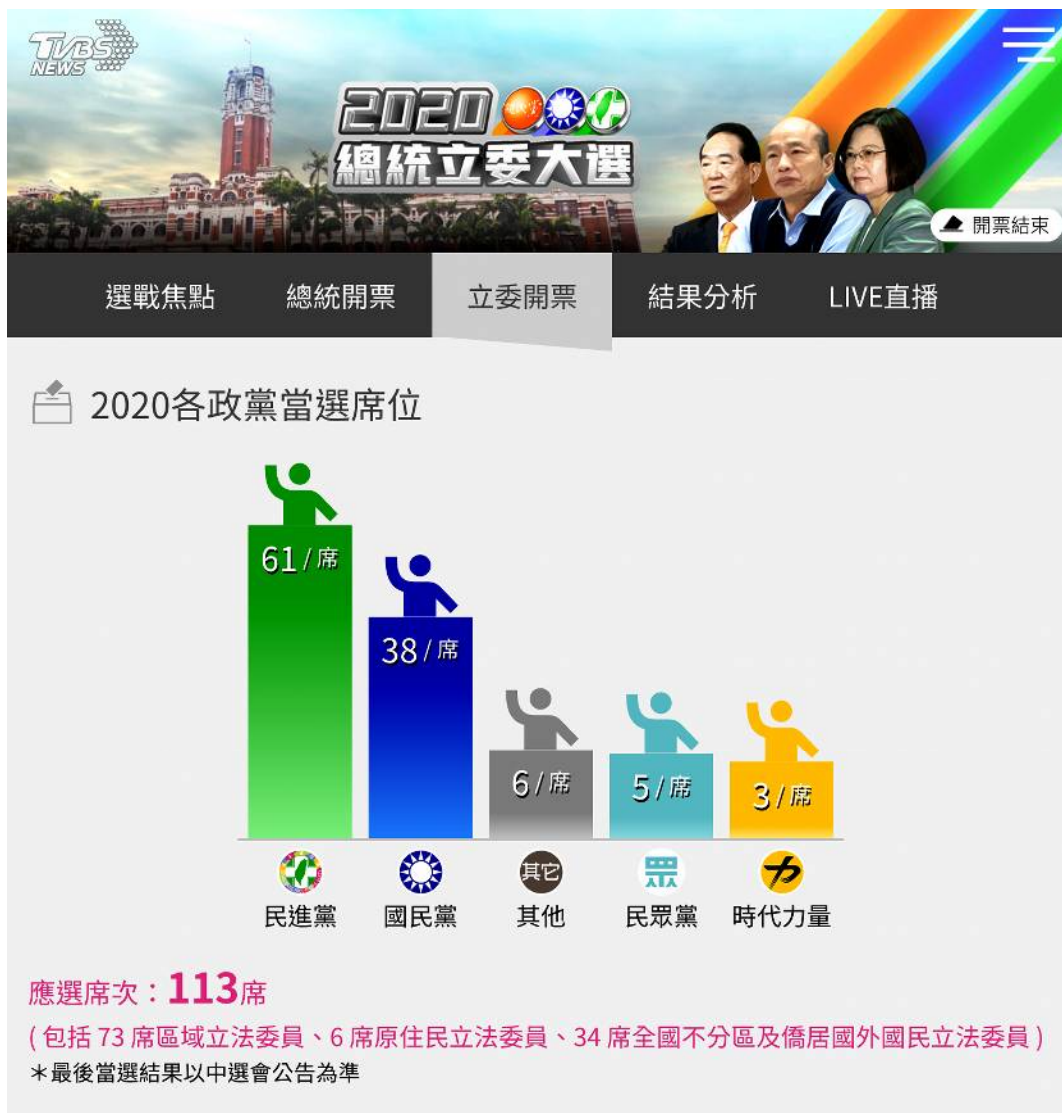 TVBS
NEWS
2020
總統立委大選
開票結束
選戰焦點 總統開票 立委開票 結果分析 LIVE直播
2020各政黨當選席位
61/席
38/席
6/席 5/席 3/席
其它 眾 力
民進黨 國民黨 其他 民眾黨 時代力量
應選席次：113席
(包括 73 席區域立法委員、6 席原住民立法委員、34 席全國不分區及僑居國外國民立法委員)
＊最後當選結果以中選會公告為準